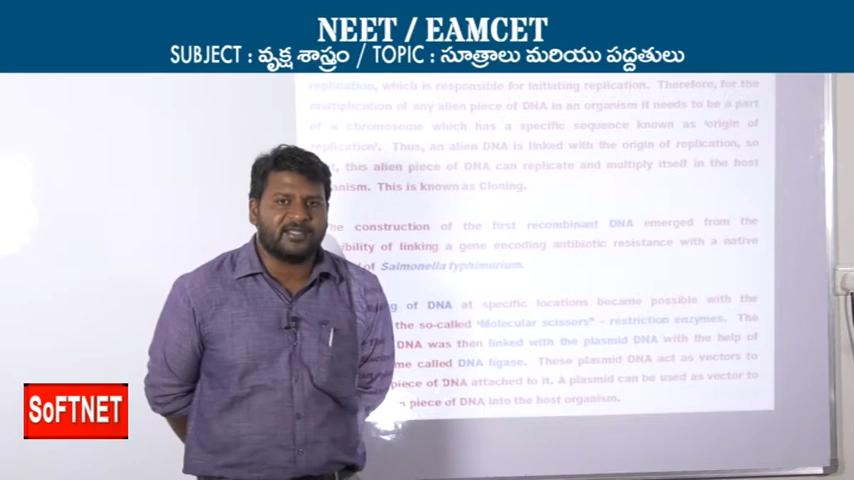 NEET / EAMCET
SUBJECT : వృక్ష శాస్త్రం / TOPIC : సూత్రాలు మరియు పద్దతులు
replication, which is responsible for initiating replication. Therefore, for the
multiplication of any alien piece of DNA in an organism it needs to be a part
of a chromosome which has a specific sequence known as 'origin of
replication'. Thus, an alien DNA is linked with the origin of replication, so
this alien piece of DNA can replicate and multiply itself in the host
This is known as Cloning.
construction of the first recombinant DNA emerged from the
of linking a gene encoding antibiotic resistance with a native
of Salmonella typhimurium.
of DNA at specific locations became possible with the
the so-called "Molecular scissors" – restriction enzymes. The
DNA was then linked with the plasmid DNA with the help of
called DNA ligase. These plasmid DNA act as vectors to
piece of DNA attached to it. A plasmid can be used as vector to
piece of DNA into the host organism.
SoFTNET